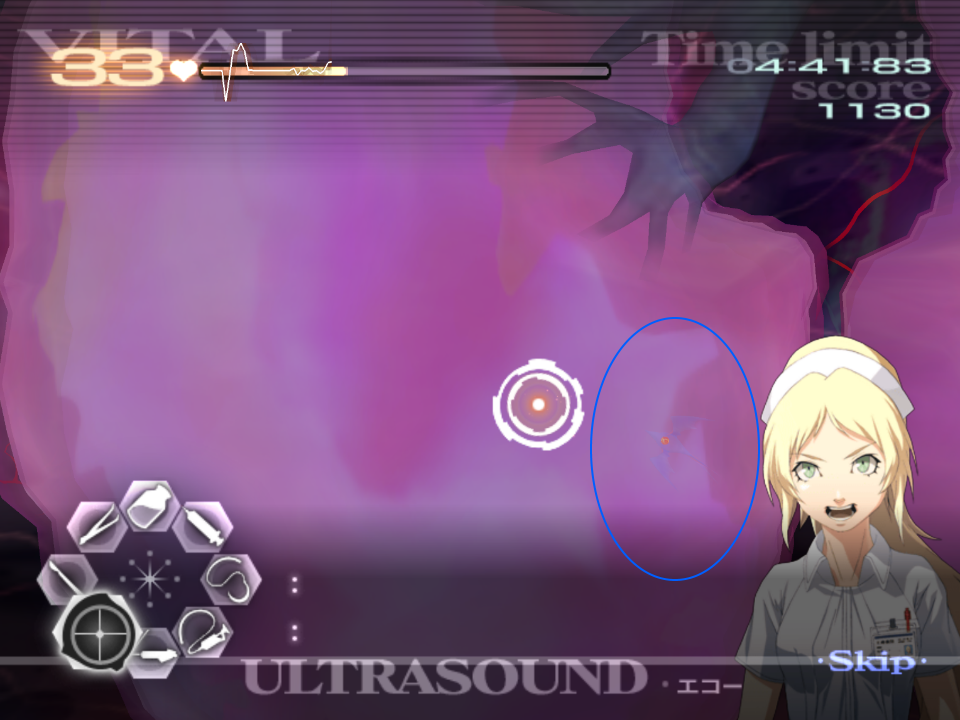 VITAL
33
Time limit
04:41:83
score
1130
ULTRASOUND・エコー
・Skip・